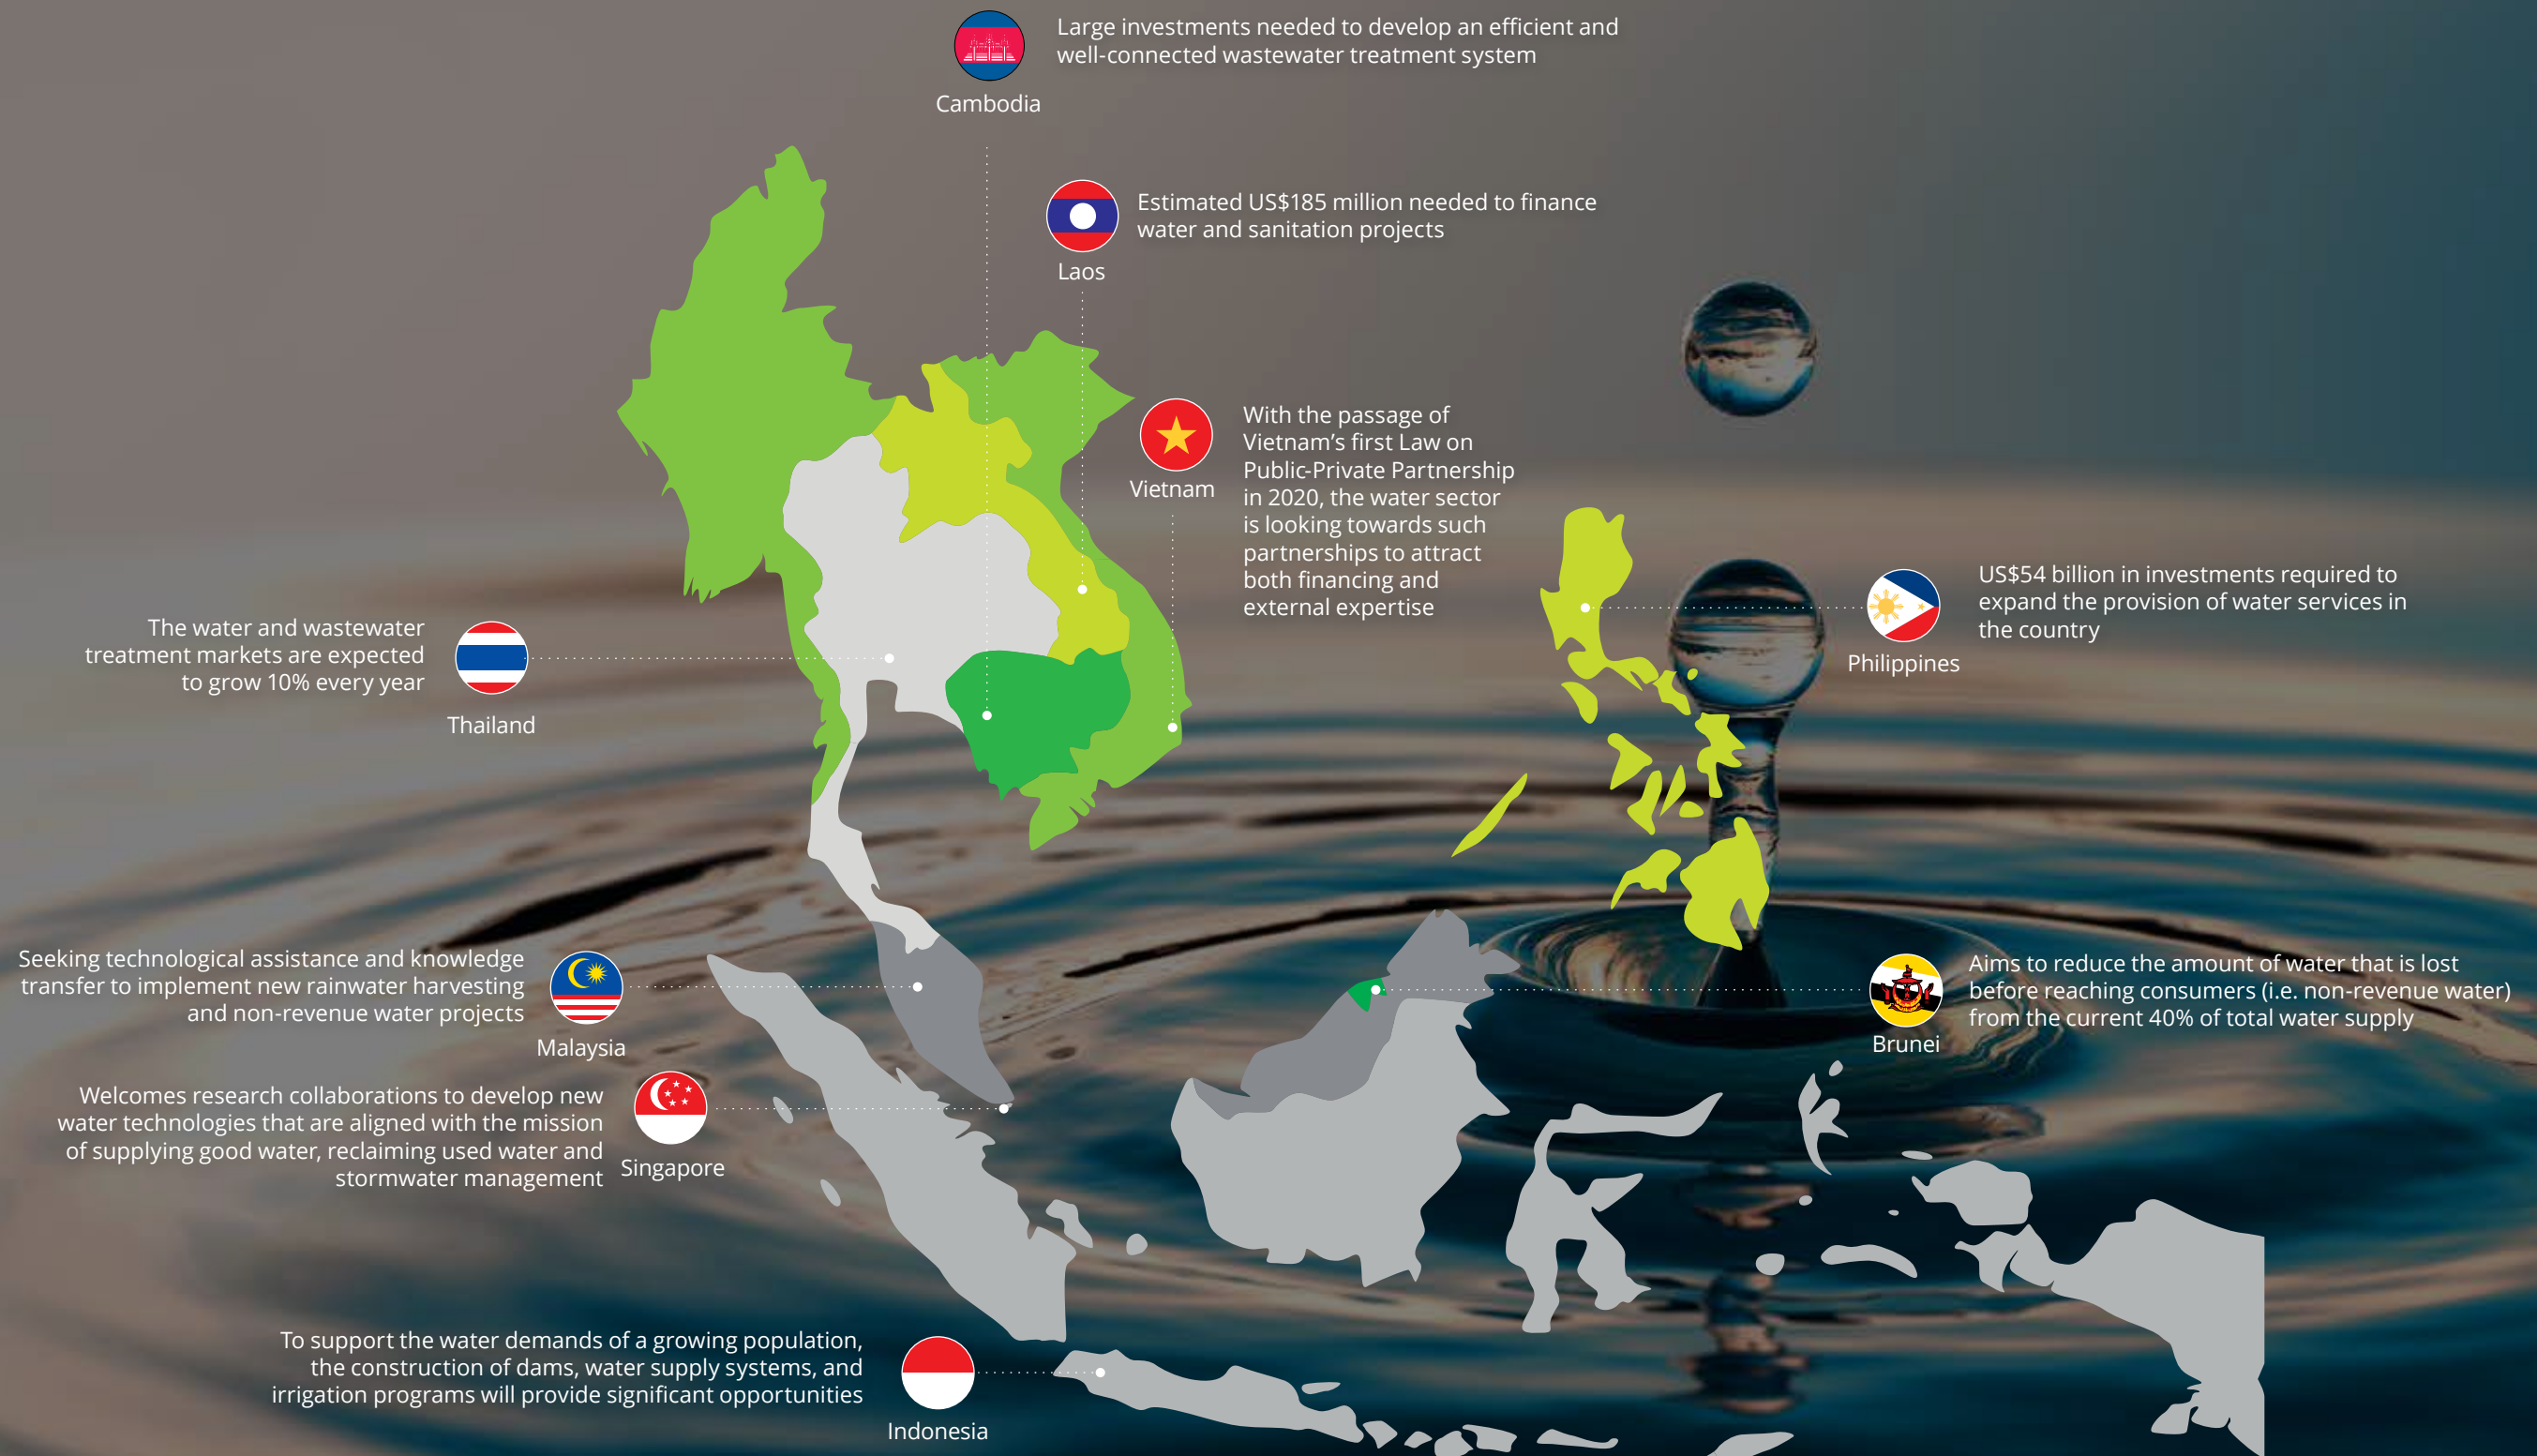 Large investments needed to develop an efficient and
well-connected wastewater treatment system
Cambodia
Estimated US$185 million needed to finance
water and sanitation projects
Laos
With the passage of
Vietnam's first Law on
Public-Private Partnership
in 2020, the water sector
is looking towards such
partnerships to attract
both financing and
external expertise
Vietnam
US$54 billion in investments required to
expand the provision of water services in
the country
Philippines
The water and wastewater
treatment markets are expected
to grow 10% every year
Thailand
Seeking technological assistance and knowledge
transfer to implement new rainwater harvesting
and non-revenue water projects
Malaysia
Aims to reduce the amount of water that is lost
before reaching consumers (i.e. non-revenue water)
from the current 40% of total water supply
Brunei
Welcomes research collaborations to develop new
water technologies that are aligned with the mission
of supplying good water, reclaiming used water and
stormwater management
Singapore
To support the water demands of a growing population,
the construction of dams, water supply systems, and
irrigation programs will provide significant opportunities
Indonesia